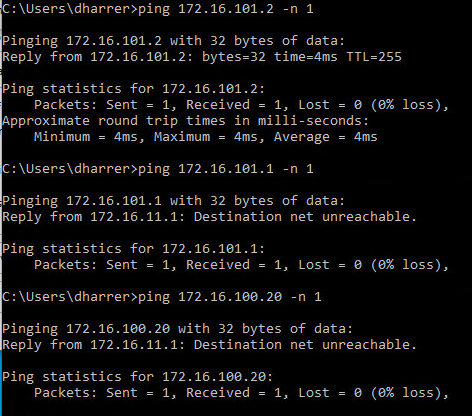 C:\Users\dharrer>ping 172.16.101.2 -n 1
Pinging 172.16.101.2 with 32 bytes of data:
Reply from 172.16.101.2: bytes=32 time=4ms TTL=255
Ping statistics for 172.16.101.2:
    Packets: Sent = 1, Received = 1, Lost = 0 (0% loss),
Approximate round trip times in milli-seconds:
    Minimum = 4ms, Maximum = 4ms, Average = 4ms
C:\Users\dharrer>ping 172.16.101.1 -n 1
Pinging 172.16.101.1 with 32 bytes of data:
Reply from 172.16.11.1: Destination net unreachable.
Ping statistics for 172.16.101.1:
    Packets: Sent = 1, Received = 1, Lost = 0 (0% loss),
C:\Users\dharrer>ping 172.16.100.20 -n 1
Pinging 172.16.100.20 with 32 bytes of data:
Reply from 172.16.11.1: Destination net unreachable.
Ping statistics for 172.16.100.20:
    Packets: Sent = 1, Received = 1, Lost = 0 (0% loss),